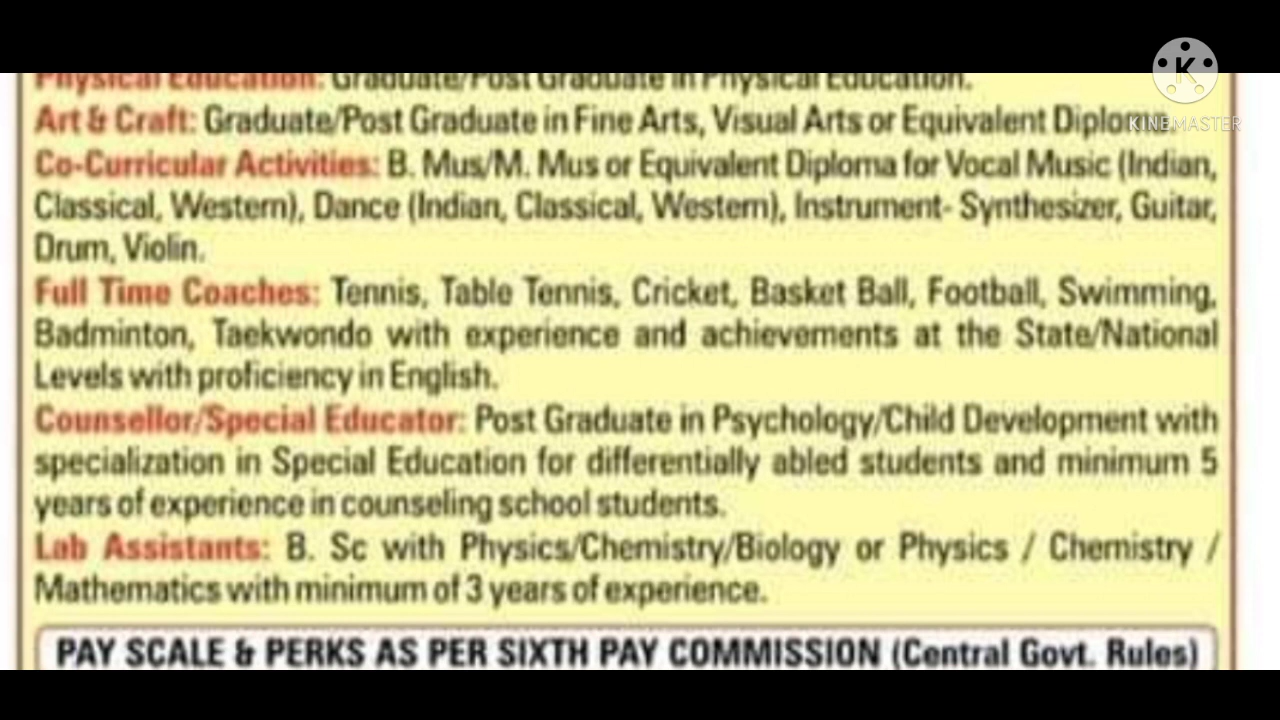 Physical Education: Graduate/Post Graduate in Physical Education.
Art & Craft: Graduate/Post Graduate in Fine Arts, Visual Arts or Equivalent
Co-Curricular Activities: B. Mus/M. Mus or Equivalent Diploma for Vocal Music (Indian,
Classical, Western), Dance (Indian, Classical, Western), Instrument- Synthesizer, Guitar,
Drum, Violin.
Full Time Coaches: Tennis, Table Tennis, Cricket, Basket Ball, Football, Swimming,
Badminton, Taekwondo with experience and achievements at the State/National
Levels with proficiency in English.
Counsellor/Special Educator: Post Graduate in Psychology/Child Development with
specialization in Special Education for differentially abled students and minimum 5
years of experience in counseling school students.
Lab Assistants: B. Sc with Physics/Chemistry/Biology or Physics / Chemistry /
Mathematics with minimum of 3 years of experience.
PAY SCALE & PERKS AS PER SIXTH PAY COMMISSION (Central Govt. Rules)
K
KINEMASTER